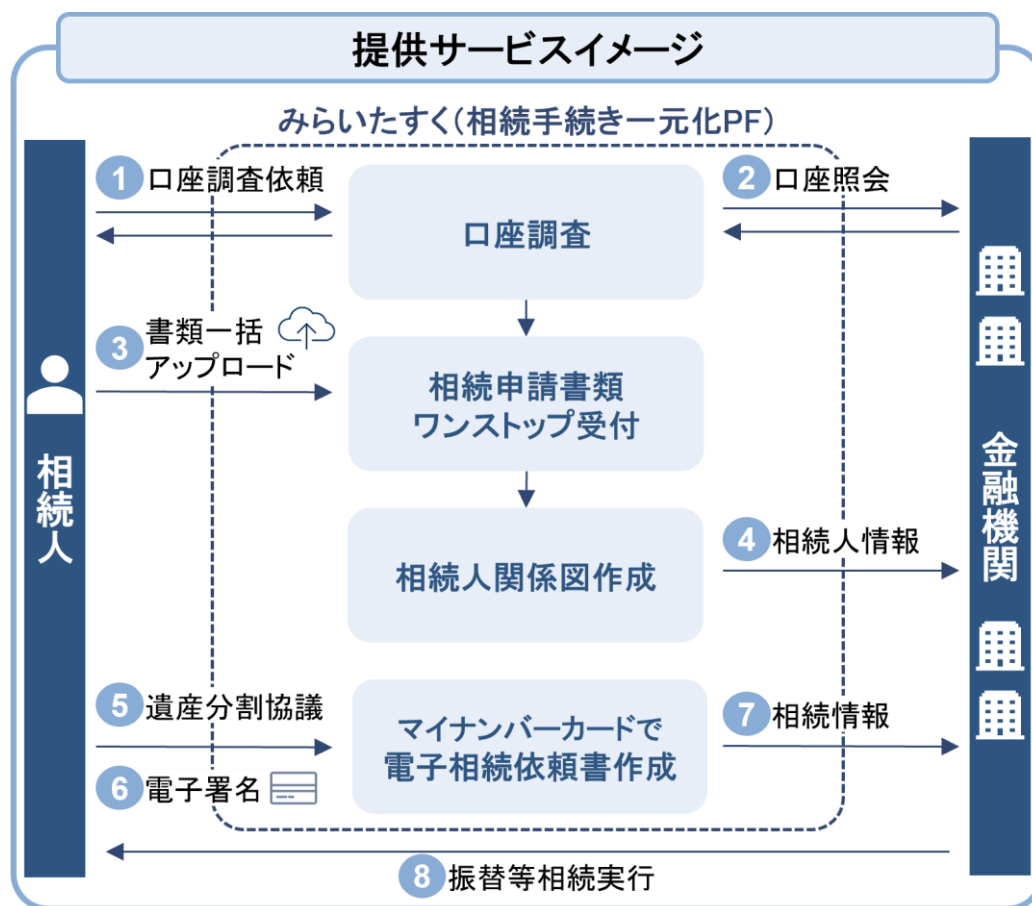 提供サービスイメージ
みらいたすく(相続手続き一元化PF)
1 口座調査依頼
2 口座照会
口座調査
3 書類一括
アップロード
相続申請書類
ワンストップ受付
相続人
金融機関
相続人関係図作成
4 相続人情報
5 遺産分割協議
6 電子署名
マイナンバーカードで
電子相続依頼書作成
7 相続情報
8 振替等相続実行